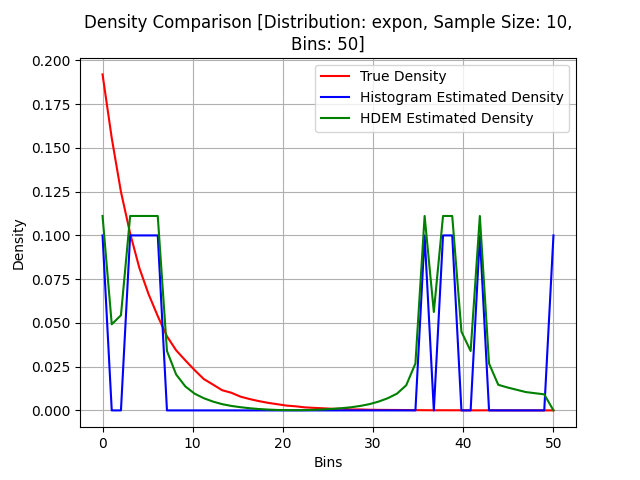 Density Comparison [Distribution: expon, Sample Size: 10,
Bins: 50]
True Density
Histogram Estimated Density
HDEM Estimated Density
Density
0.200
0.175
0.150
0.125
0.100
0.075
0.050
0.025
0.000
0 10 20 30 40 50
Bins